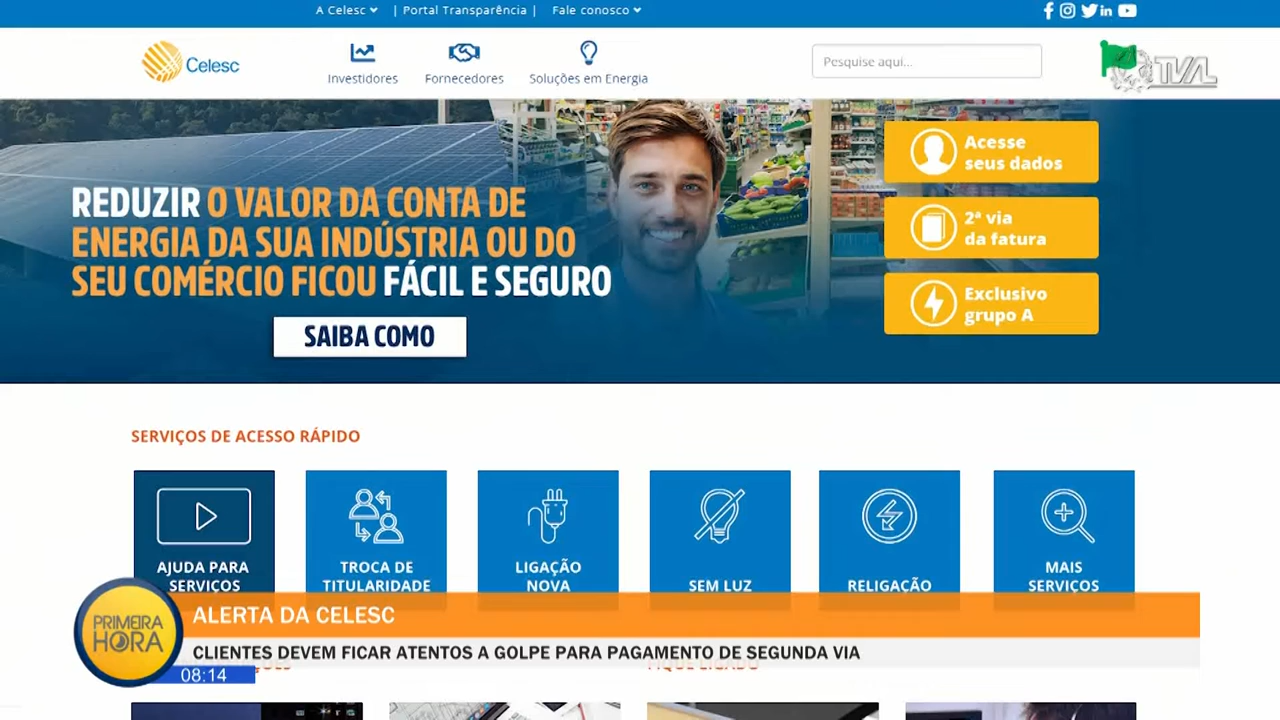 A Celesc
| Portal Transparência |
Fale conosco
Celesc
Investidores
Fornecedores
Soluções em Energia
Pesquise aqui...
TVAL
REDUZIR O VALOR DA CONTA DE
ENERGIA DA SUA INDÚSTRIA OU DO
SEU COMÉRCIO FICOU FÁCIL E SEGURO
SAIBA COMO
Acesse
seus dados
2ª via
da fatura
Exclusivo
grupo A
SERVIÇOS DE ACESSO RÁPIDO
AJUDA PARA
SERVIÇOS
TROCA DE
TITULARIDADE
LIGAÇÃO
NOVA
SEM LUZ
RELIGAÇÃO
MAIS
SERVIÇOS
PRIMEIRA
HORA
ALERTA DA CELESC
CLIENTES DEVEM FICAR ATENTOS A GOLPE PARA PAGAMENTO DE SEGUNDA VIA
08:14